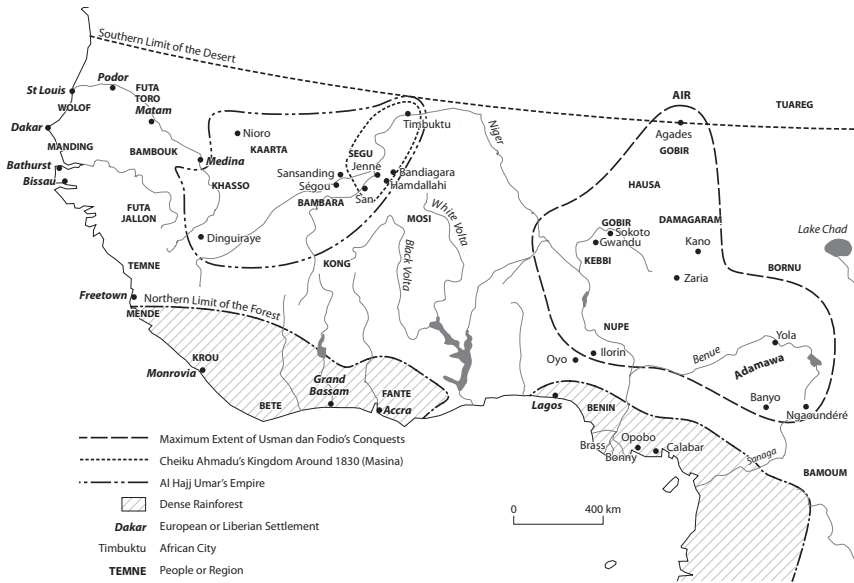 Southern Limit of the Desert
St Louis
Podor
FUTA
TORO
Matam
WOLOF
Dakar
MANDING
BAMBOUK
Bathurst
Bissau
Medina
KHASSO
FUTA
JALLON
Dinguiraye
Nioro
KAARTA
Timbuktu
SEGU
Jenne
Sansanding
Ségou
San
Bandiagara
Hamdallahi
BAMBARA
MOSI
White Volta
Black Volta
KONG
Niger
AIR
TUAREG
Agades
GOBIR
HAUSA
GOBIR
Sokoto
Gwandu
KEBBI
DAMAGARAM
Kano
Zaria
Lake Chad
BORNU
TEMNE
Freetown
Northern Limit of the Forest
MENDE
KROU
Monrovia
BETE
Grand
Bassam
FANTE
Accra
NUPE
Oyo
Ilorin
Benue
Yola
Adamawa
Banyo
Ngaoundéré
Lagos
BENIN
Brass
Bonny
Opobo
Calabar
Sanaga
BAMOUM
Maximum Extent of Usman dan Fodio's Conquests
Cheiku Ahmadu's Kingdom Around 1830 (Masina)
Al Hajj Umar's Empire
Dense Rainforest
Dakar European or Liberian Settlement
Timbuktu African City
TEMNE People or Region
0 400 km